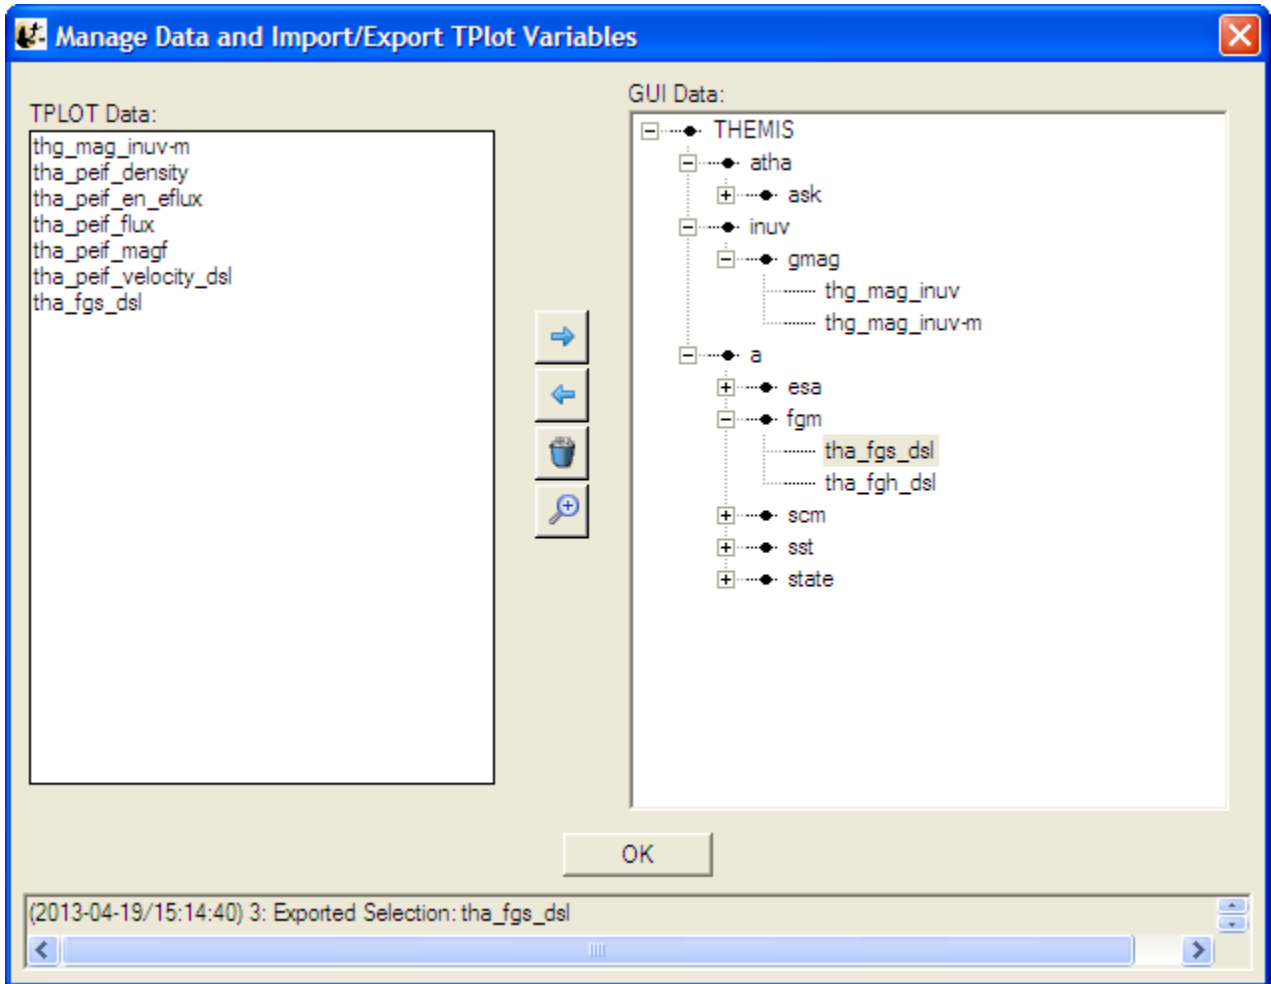 Manage Data and Import/Export TPlot Variables
TPLOT Data:
thg_mag_inuv-m
tha_peif_density
tha_peif_en_eflux
tha_peif_flux
tha_peif_magf
tha_peif_velocity_dsl
tha_fgs_dsl
GUI Data:
THEMIS
atha
ask
inuv
gmag
thg_mag_inuv
thg_mag_inuv-m
a
esa
fgm
tha_fgs_dsl
tha_fgh_dsl
scm
sst
state
OK
(2013-04-19/15:14:40) 3: Exported Selection: tha_fgs_dsl